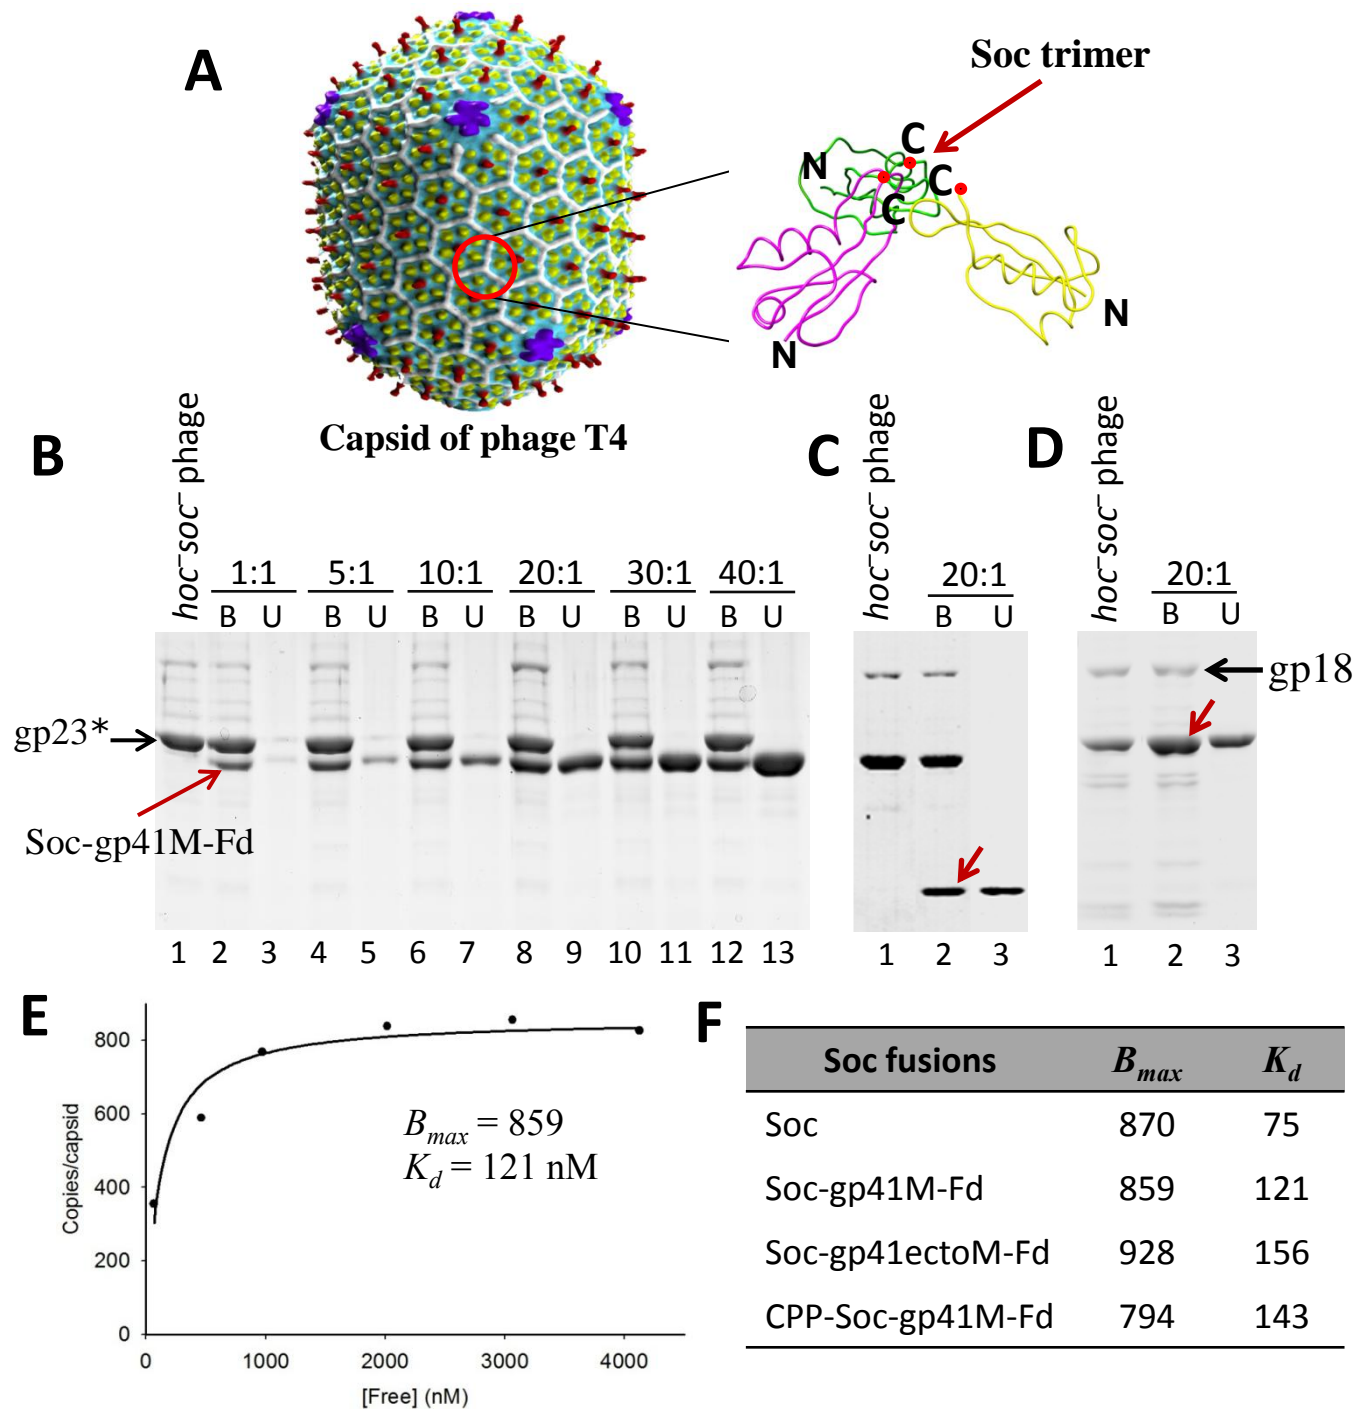 A
Soc trimer
C
N
C
C
N
N
Capsid of phage T4
B
hoc⁻soc⁻ phage
1:1 5:1 10:1 20:1 30:1 40:1
B U B U B U B U B U B U
gp23*
Soc-gp41M-Fd
1 2 3 4 5 6 7 8 9 10 11 12 13
C
hoc⁻soc⁻ phage
20:1
B U
1 2 3
D
hoc⁻soc⁻ phage
20:1
B U
gp18
1 2 3
E
Copies/capsid
800
600
400
200
0
0 1000 2000 3000 4000
[Free] (nM)
Bmax = 859
Kd = 121 nM
F
Soc fusions Bmax Kd
Soc 870 75
Soc-gp41M-Fd 859 121
Soc-gp41ectoM-Fd 928 156
CPP-Soc-gp41M-Fd 794 143